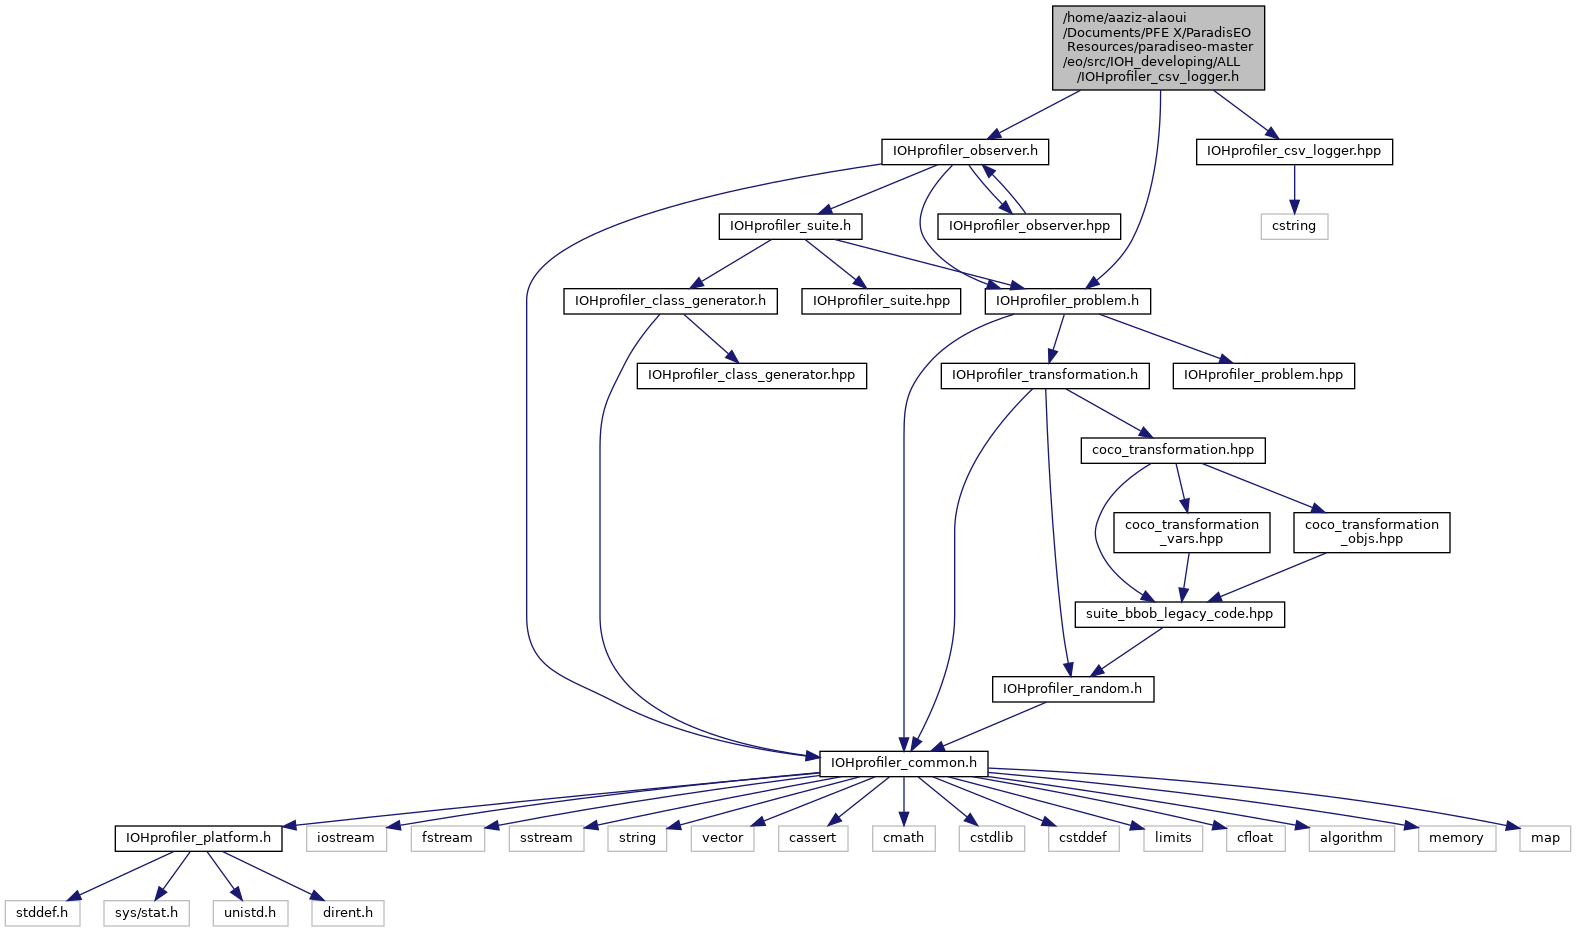 /home/aaziz-alaoui
/Documents/PFE X/ParadisEO
Resources/paradiseo-master
/eo/src/IOH_developing/ALL
/IOHprofiler_csv_logger.h
IOHprofiler_observer.h
IOHprofiler_csv_logger.hpp
IOHprofiler_suite.h
IOHprofiler_observer.hpp
cstring
IOHprofiler_class_generator.h
IOHprofiler_suite.hpp
IOHprofiler_problem.h
IOHprofiler_class_generator.hpp
IOHprofiler_transformation.h
IOHprofiler_problem.hpp
coco_transformation.hpp
coco_transformation
_vars.hpp
coco_transformation
_objs.hpp
suite_bbob_legacy_code.hpp
IOHprofiler_random.h
IOHprofiler_common.h
IOHprofiler_platform.h
iostream
fstream
sstream
string
vector
cassert
cmath
cstdlib
cstddef
limits
cfloat
algorithm
memory
map
stddef.h
sys/stat.h
unistd.h
dirent.h